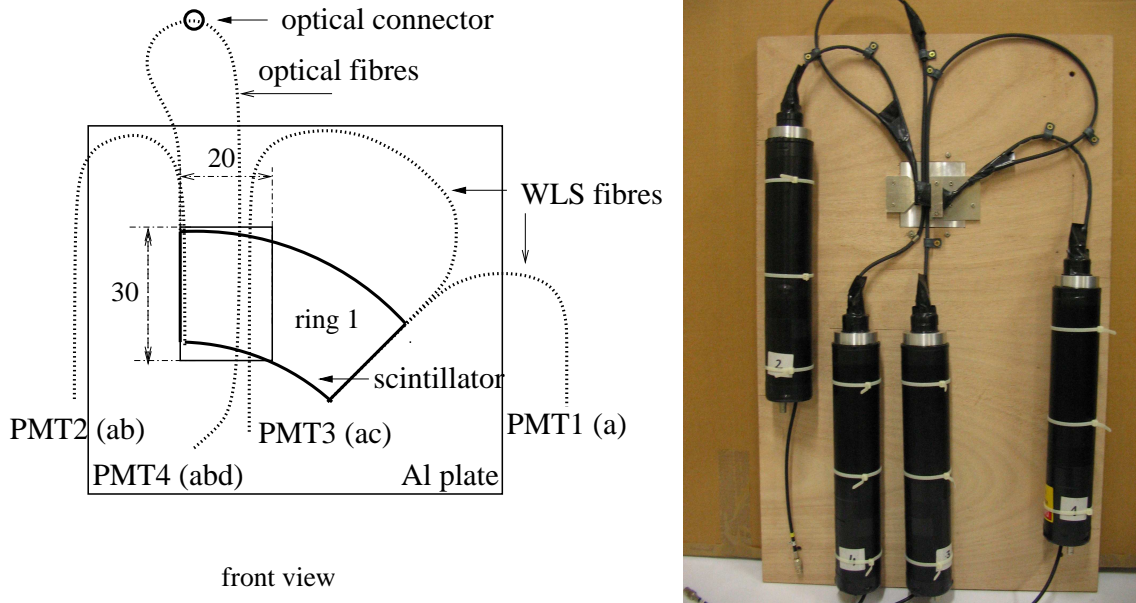 optical connector
optical fibres
20
WLS fibres
30
ring 1
scintillator
PMT2 (ab)
PMT3 (ac)
PMT1 (a)
PMT4 (abd)
Al plate
front view
2
4
3
1